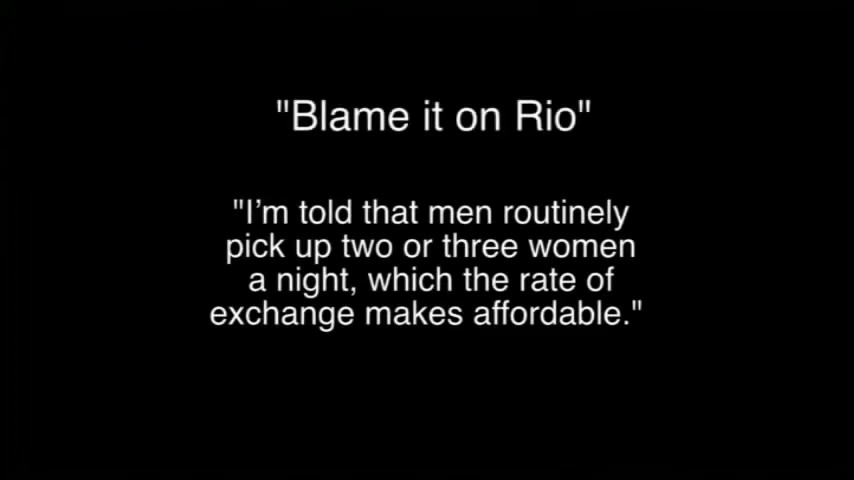 "Blame it on Rio"
"I’m told that men routinely
pick up two or three women
a night, which the rate of
exchange makes affordable."